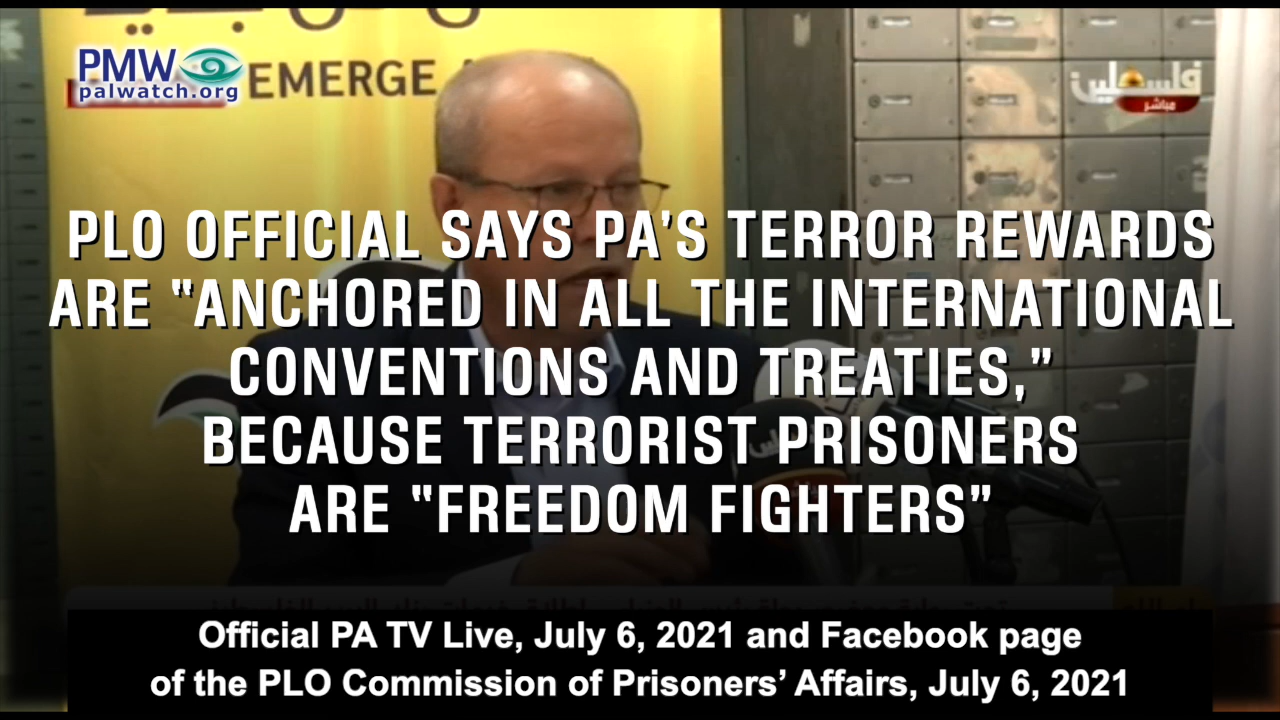 PMW
palwatch.org
EMERGE
فلسطين
مباشر
PLO OFFICIAL SAYS PA'S TERROR REWARDS
ARE "ANCHORED IN ALL THE INTERNATIONAL
CONVENTIONS AND TREATIES,"
BECAUSE TERRORIST PRISONERS
ARE "FREEDOM FIGHTERS"
Official PA TV Live, July 6, 2021 and Facebook page
of the PLO Commission of Prisoners' Affairs, July 6, 2021